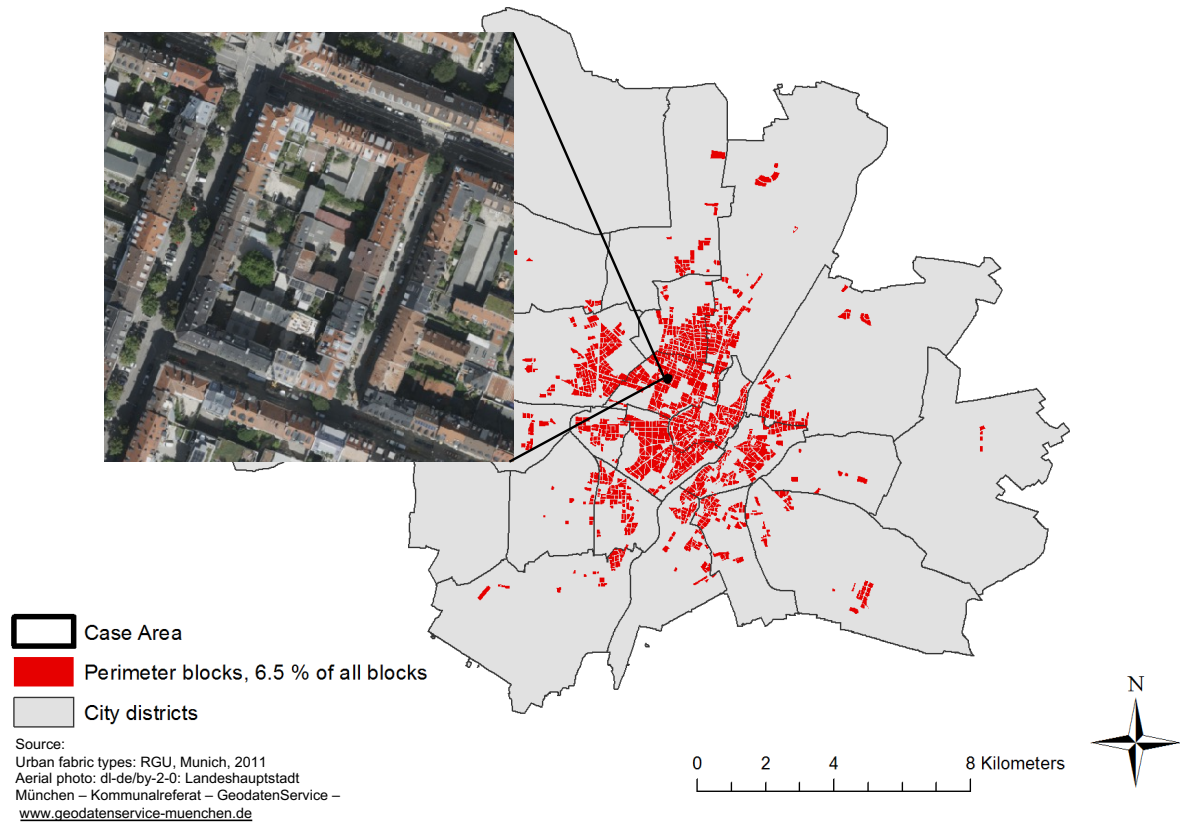 Case Area
Perimeter blocks, 6.5 % of all blocks
City districts
Source:
Urban fabric types: RGU, Munich, 2011
Aerial photo: dl-de/by-2-0: Landeshauptstadt
München – Kommunalreferat – GeodatenService –
www.geodatenservice-muenchen.de
0 2 4 8 Kilometers
N